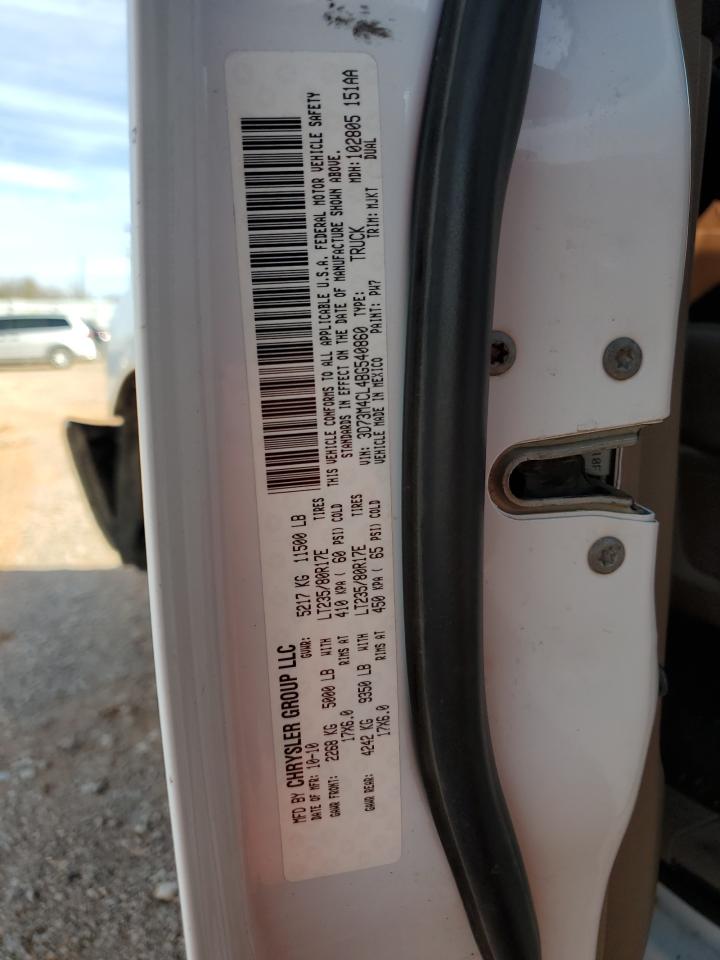 MFD BY CHRYSLER GROUP LLC
DATE OF MFR: 10-10 GVWR: 5217 KG 11500 LB
GAWR FRONT: 2268 KG 5000 LB WITH LT235/80R17E TIRES
17X6.0 RIMS AT 410 KPA ( 60 PSI) COLD
GAWR REAR: 4242 KG 9350 LB WITH LT235/80R17E TIRES
17X6.0 RIMS AT 450 KPA ( 65 PSI) COLD
THIS VEHICLE CONFORMS TO ALL APPLICABLE U.S.A. FEDERAL MOTOR VEHICLE SAFETY
STANDARDS IN EFFECT ON THE DATE OF MANUFACTURE SHOWN ABOVE.
VIN: 3D73M4CL4BG540860 TYPE: TRUCK MDH: 102805 151AA
VEHICLE MADE IN MEXICO PAINT: PW7 TRIM: MJKT DUAL